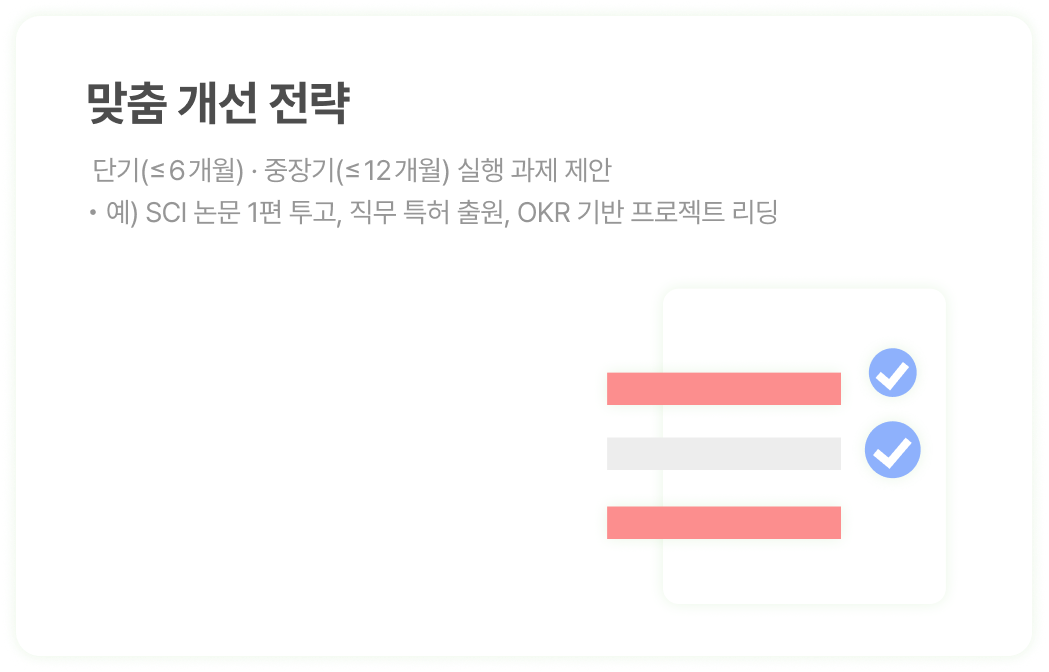 맞춤 개선 전략
단기(≤6개월) · 중장기(≤12개월) 실행 과제 제안
• 예) SCI 논문 1편 투고, 직무 특허 출원, OKR 기반 프로젝트 리딩